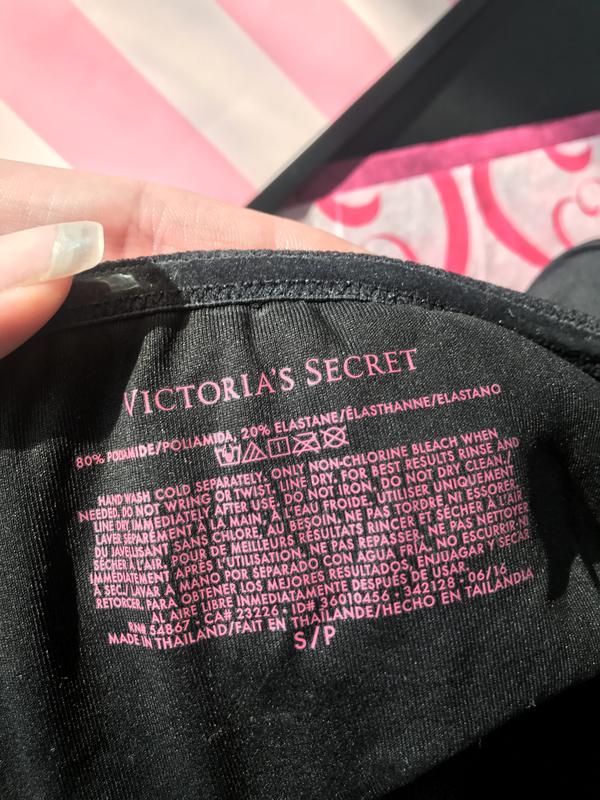 VICTORIA'S SECRET
80% POLYAMIDE/POLIAMIDA, 20% ELASTANE/ÉLASTHANNE/ELASTANO
HAND WASH COLD SEPARATELY. ONLY NON-CHLORINE BLEACH WHEN
NEEDED. DO NOT WRING OR TWIST. LINE DRY. FOR BEST RESULTS RINSE AND
LINE DRY IMMEDIATELY AFTER USE. DO NOT IRON. DO NOT DRY CLEAN./
LAVER SÉPARÉMENT À LA MAIN, À L'EAU FROIDE. UTILISER UNIQUEMENT
DU JAVELLISANT SANS CHLORE, AU BESOIN, NE PAS TORDRE NI ESSORER.
SÉCHER À L'AIR. POUR DE MEILLEURS RÉSULTATS RINCER ET SÉCHER À L'AIR
IMMÉDIATEMENT APRÈS L'UTILISATION. NE PAS REPASSER. NE PAS NETTOYER
À SEC./ LAVAR A MANO POR SEPARADO CON AGUA FRÍA. NO ESCURRIR NI
RETORCER. PARA OBTENER LOS MEJORES RESULTADOS, ENJUAGAR Y SECAR
AL AIRE LIBRE INMEDIATAMENTE DESPUÉS DE USAR.
RN# 54867 · CA# 23226 · ID# 36010456 · 342128 · 06/16
MADE IN THAILAND/FAIT EN THAÏLANDE/HECHO EN TAILANDIA
S/P